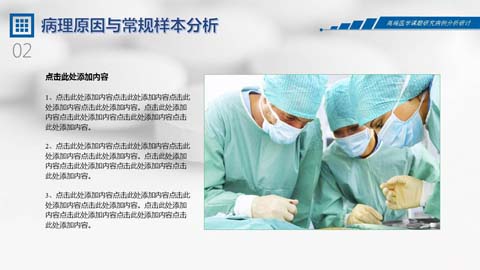 病理原因与常规样本分析
高端医学课题研究病例分析研讨
02
点击此处添加内容
1、点击此处添加内容点击此处添加内容点击此
处添加内容点击此处添加内容。点击此处添加
内容点击此处添加内容点击此处添加内容点击
此处添加内容。
2、点击此处添加内容点击此处添加内容点击此
处添加内容点击此处添加内容。点击此处添加
内容点击此处添加内容点击此处添加内容点击
此处添加内容。
3、点击此处添加内容点击此处添加内容点击此
处添加内容点击此处添加内容。点击此处添加
内容点击此处添加内容点击此处添加内容点击
此处添加内容。